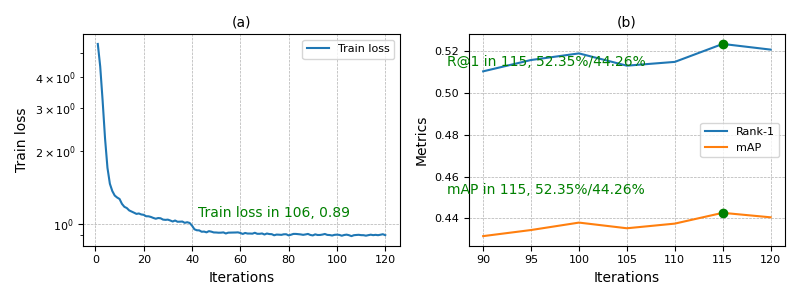 (a)
Train loss
4 × 10⁰
3 × 10⁰
2 × 10⁰
10⁰
Train loss
Train loss in 106, 0.89
0 20 40 60 80 100 120
Iterations
(b)
0.52
0.50
0.48
0.46
0.44
Metrics
R@1 in 115, 52.35%/44.26%
Rank-1
mAP
mAP in 115, 52.35%/44.26%
90 95 100 105 110 115 120
Iterations